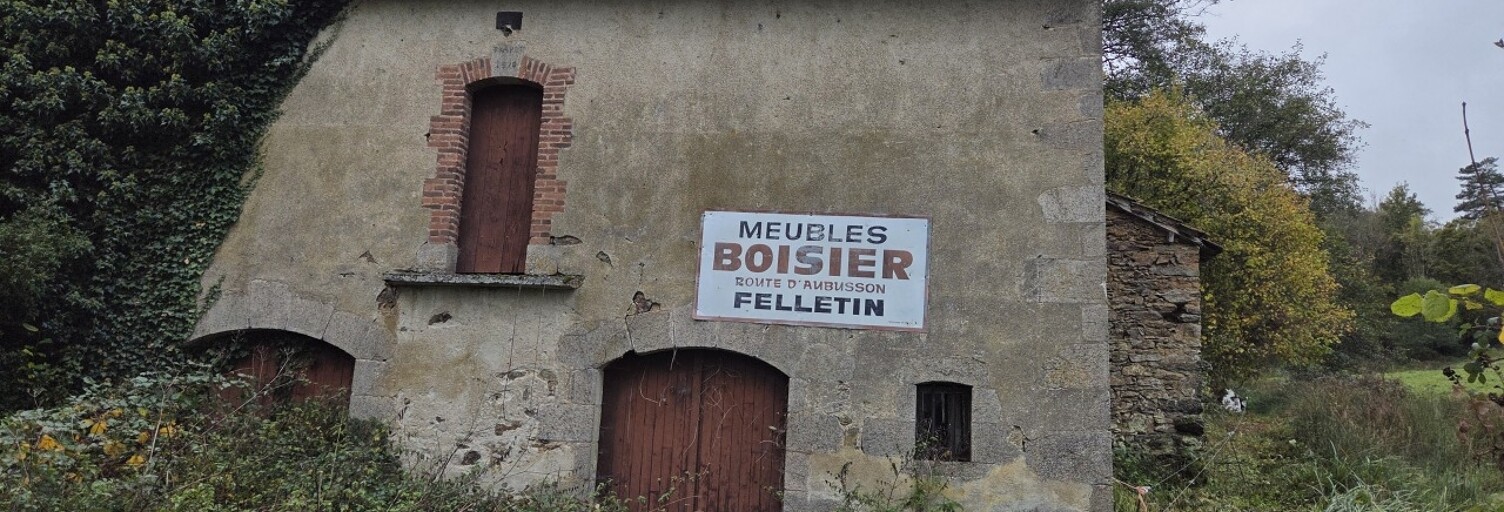 MEUBLES
BOISIER
ROUTE D'AUBUSSON
FELLETIN